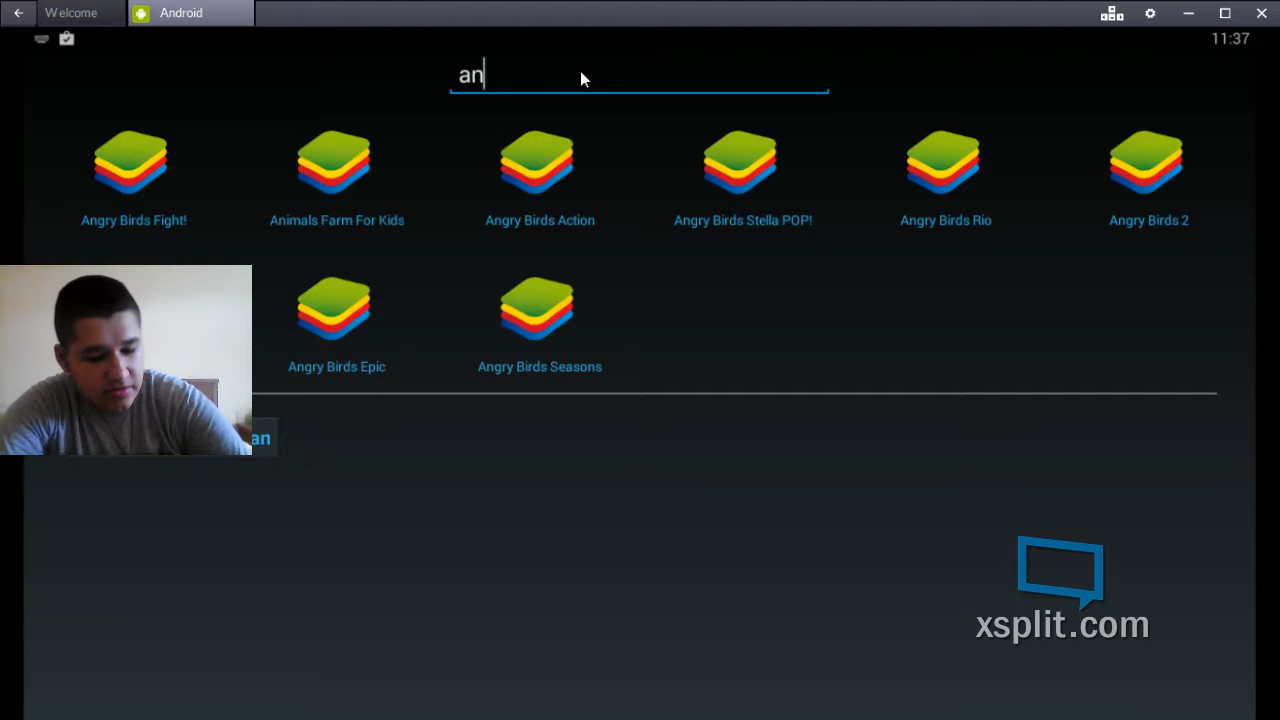 Welcome
Android
11:37
an
Angry Birds Fight!
Animals Farm For Kids
Angry Birds Action
Angry Birds Stella POP!
Angry Birds Rio
Angry Birds 2
Angry Birds Epic
Angry Birds Seasons
an
xsplit.com